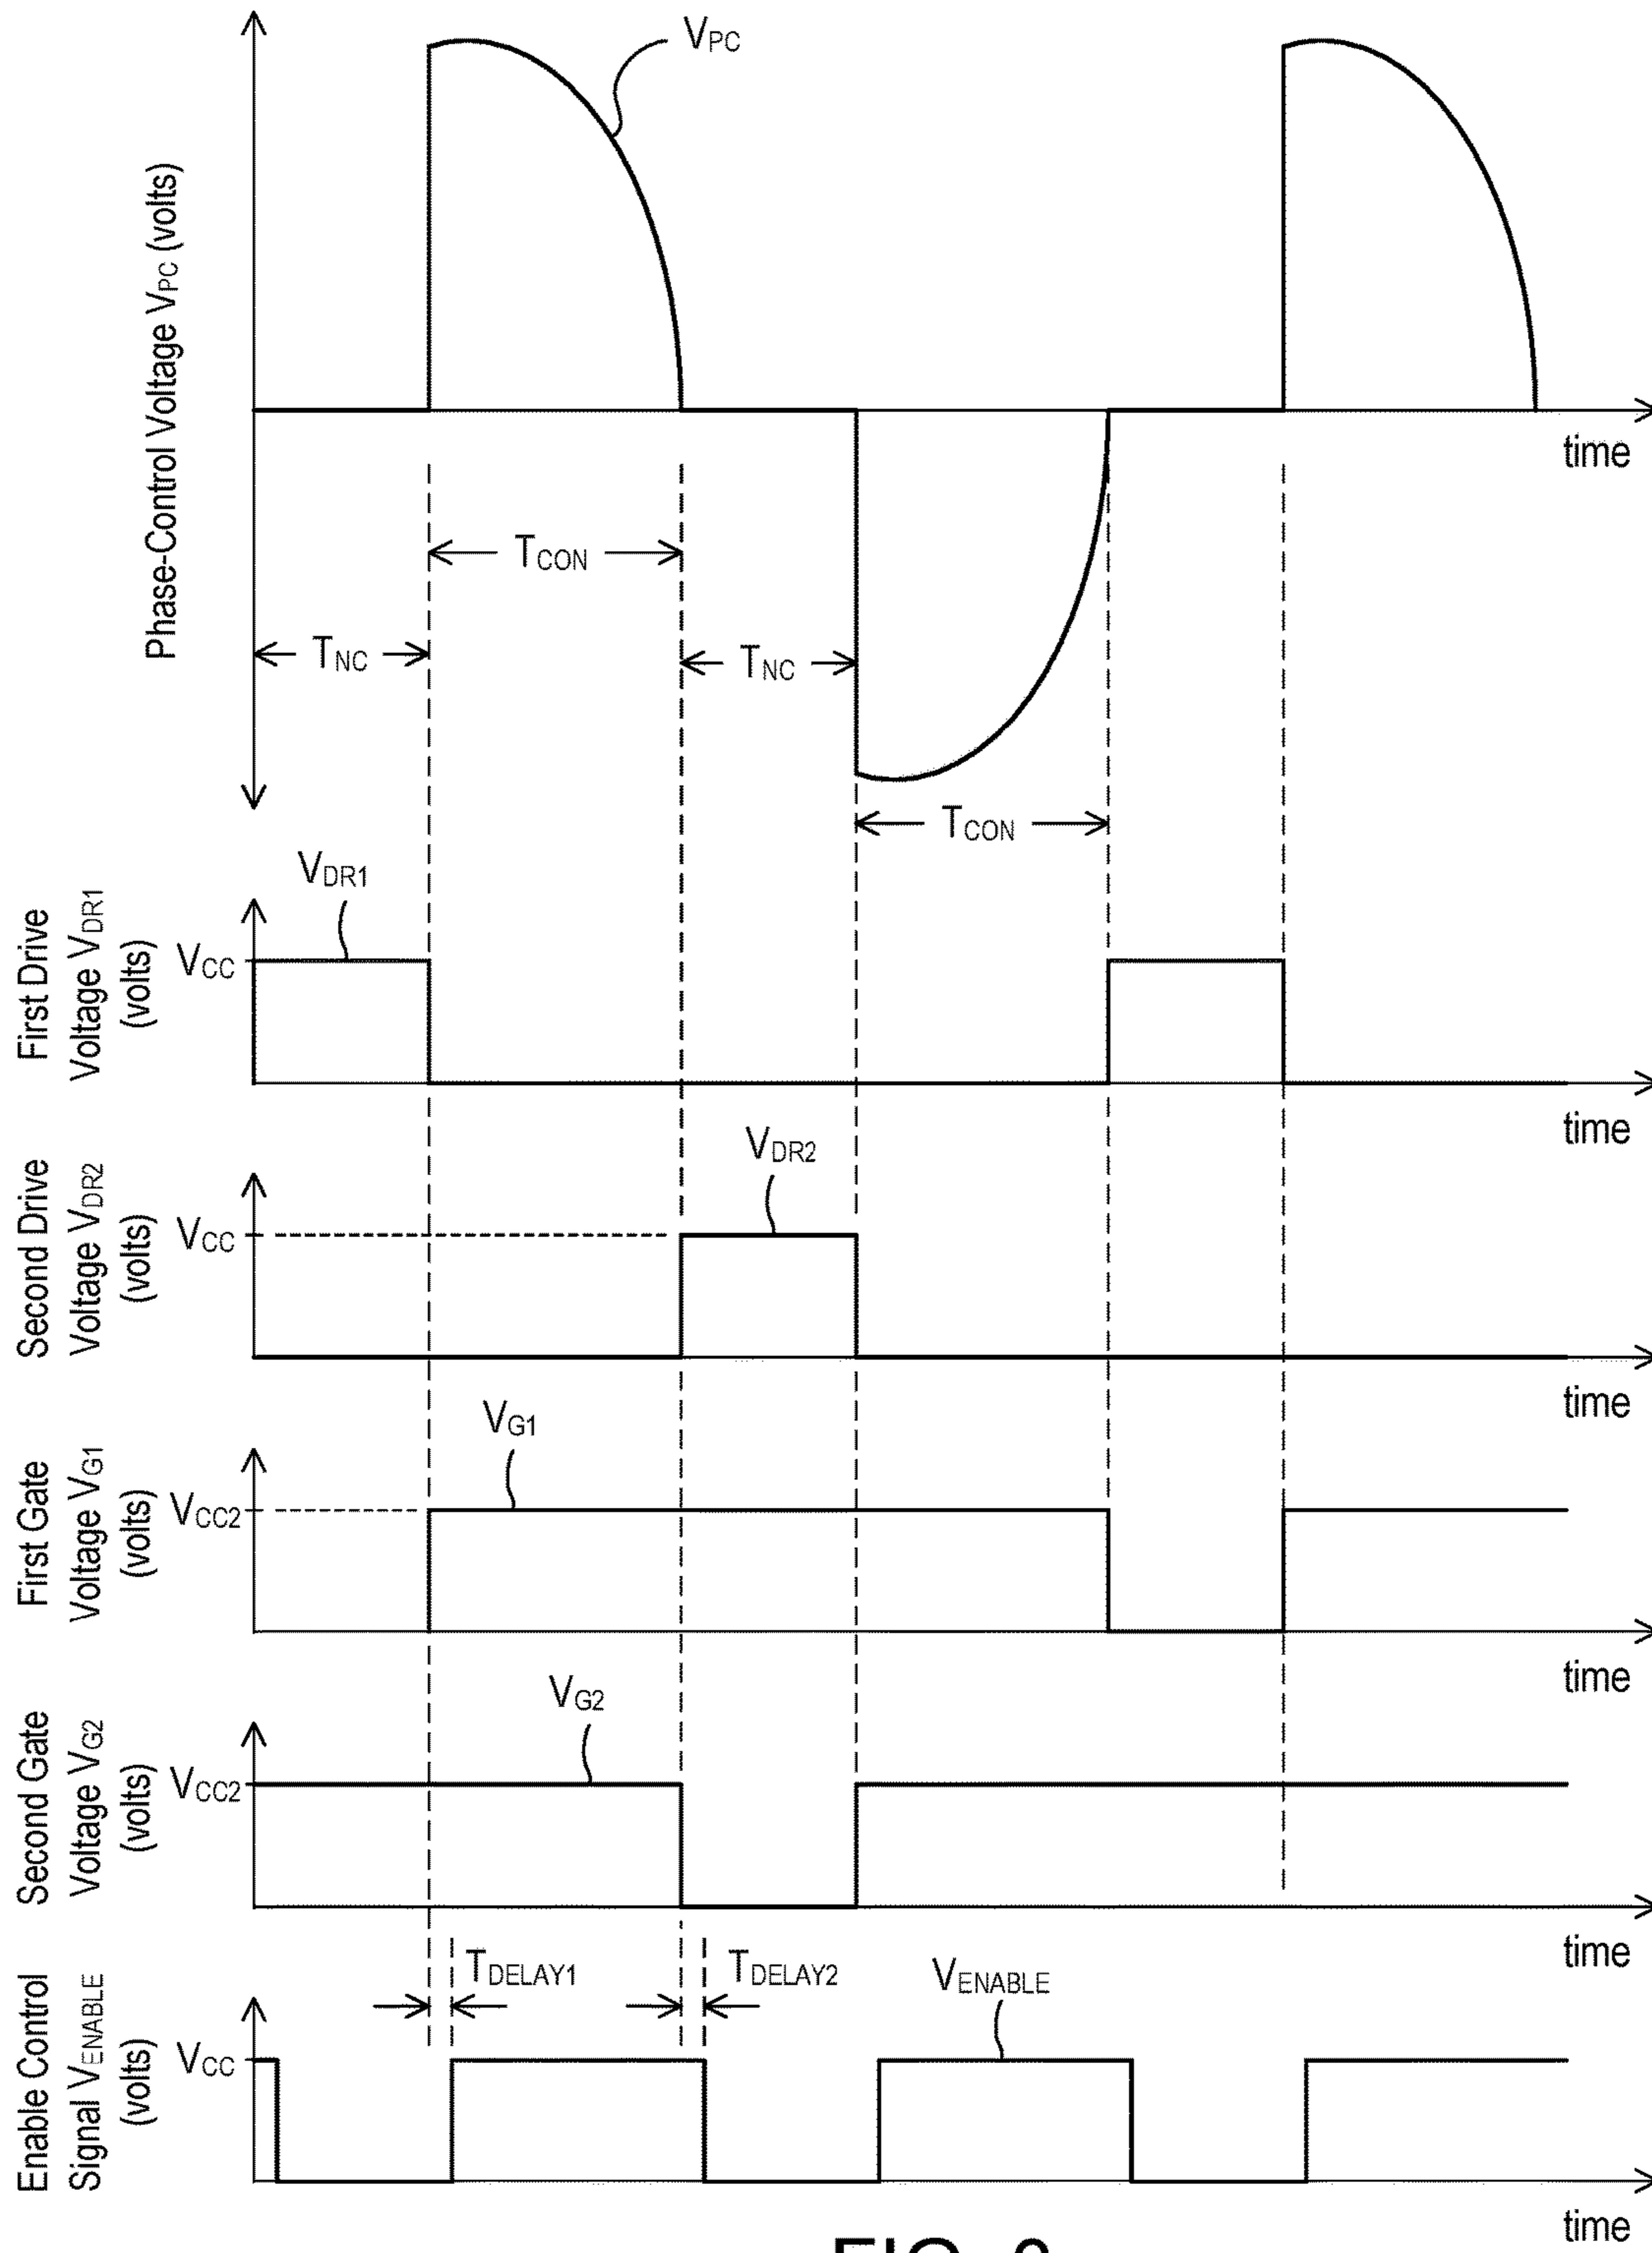 Phase-Control Voltage VPC (volts)
VPC
time
TCON
TNC
TNC
TCON
First Drive
Voltage VDR1
(volts)
VCC
VDR1
time
Second Drive
Voltage VDR2
(volts)
VCC
VDR2
time
First Gate
Voltage VG1
(volts)
VCC2
VG1
time
Second Gate
Voltage VG2
(volts)
VCC2
VG2
time
Enable Control
Signal VENABLE
(volts)
VCC
TDELAY1
TDELAY2
VENABLE
time